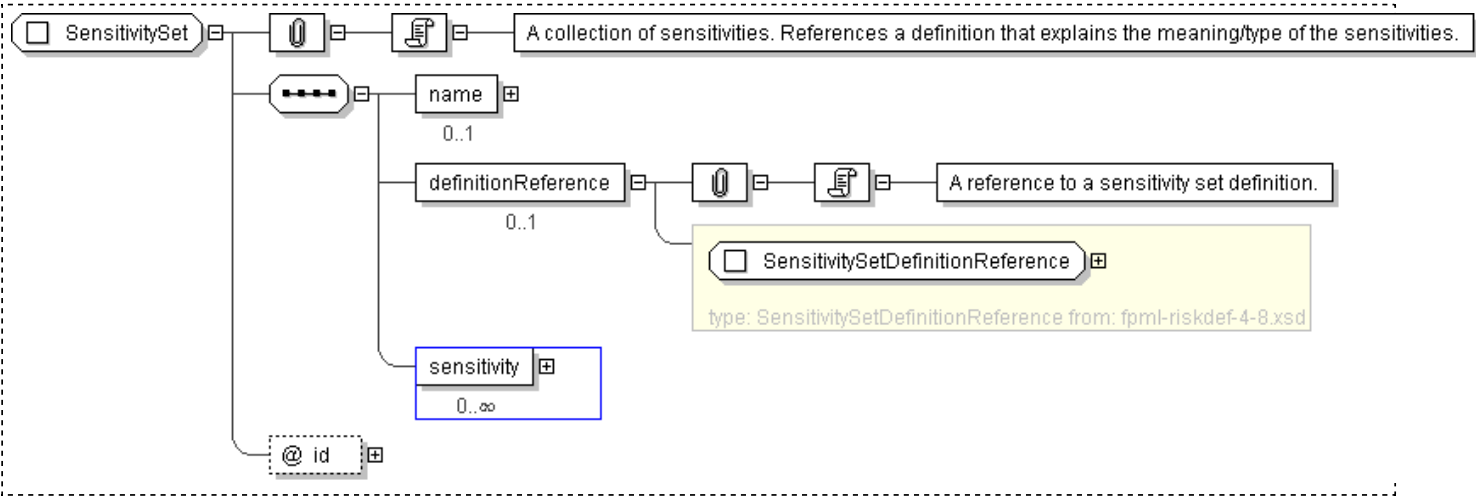 SensitivitySet
A collection of sensitivities. References a definition that explains the meaning/type of the sensitivities.
name
0..1
definitionReference
A reference to a sensitivity set definition.
0..1
SensitivitySetDefinitionReference
type: SensitivitySetDefinitionReference from: fpml-riskdef-4-8.xsd
sensitivity
0..∞
@ id